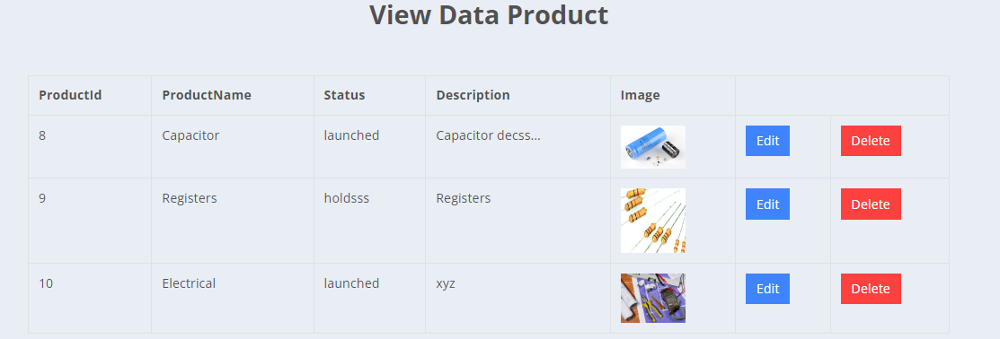 View Data Product
ProductId ProductName Status Description Image
8 Capacitor launched Capacitor decss... Edit Delete
9 Registers holdsss Registers Edit Delete
10 Electrical launched xyz Edit Delete